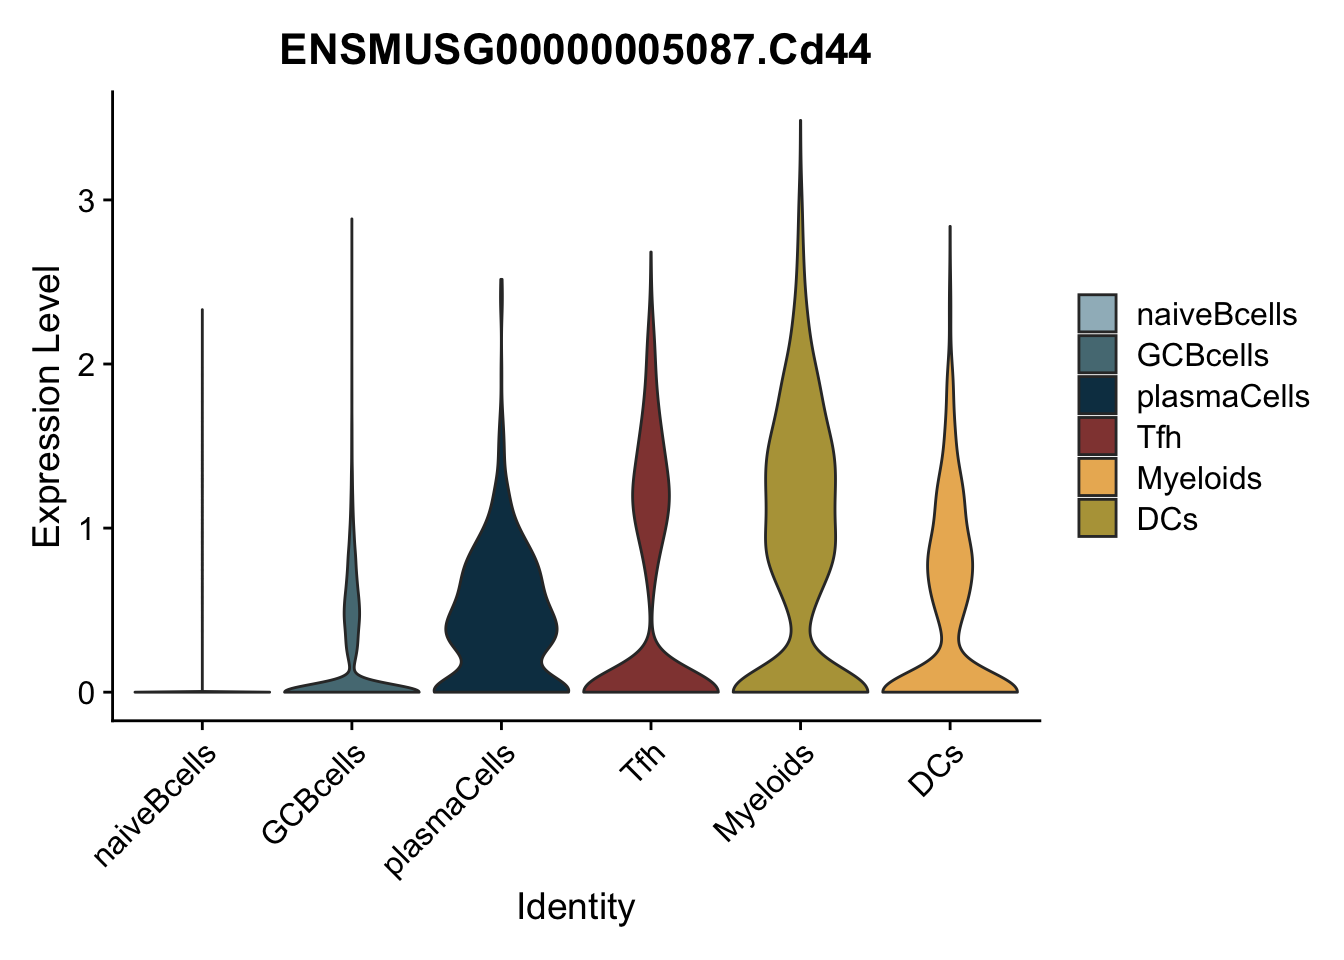 ENSMUSG00000005087.Cd44
Expression Level
3
2
1
0
naiveBcells
GCBcells
plasmaCells
Tfh
Myeloids
DCs
Identity
naiveBcells
GCBcells
plasmaCells
Tfh
Myeloids
DCs